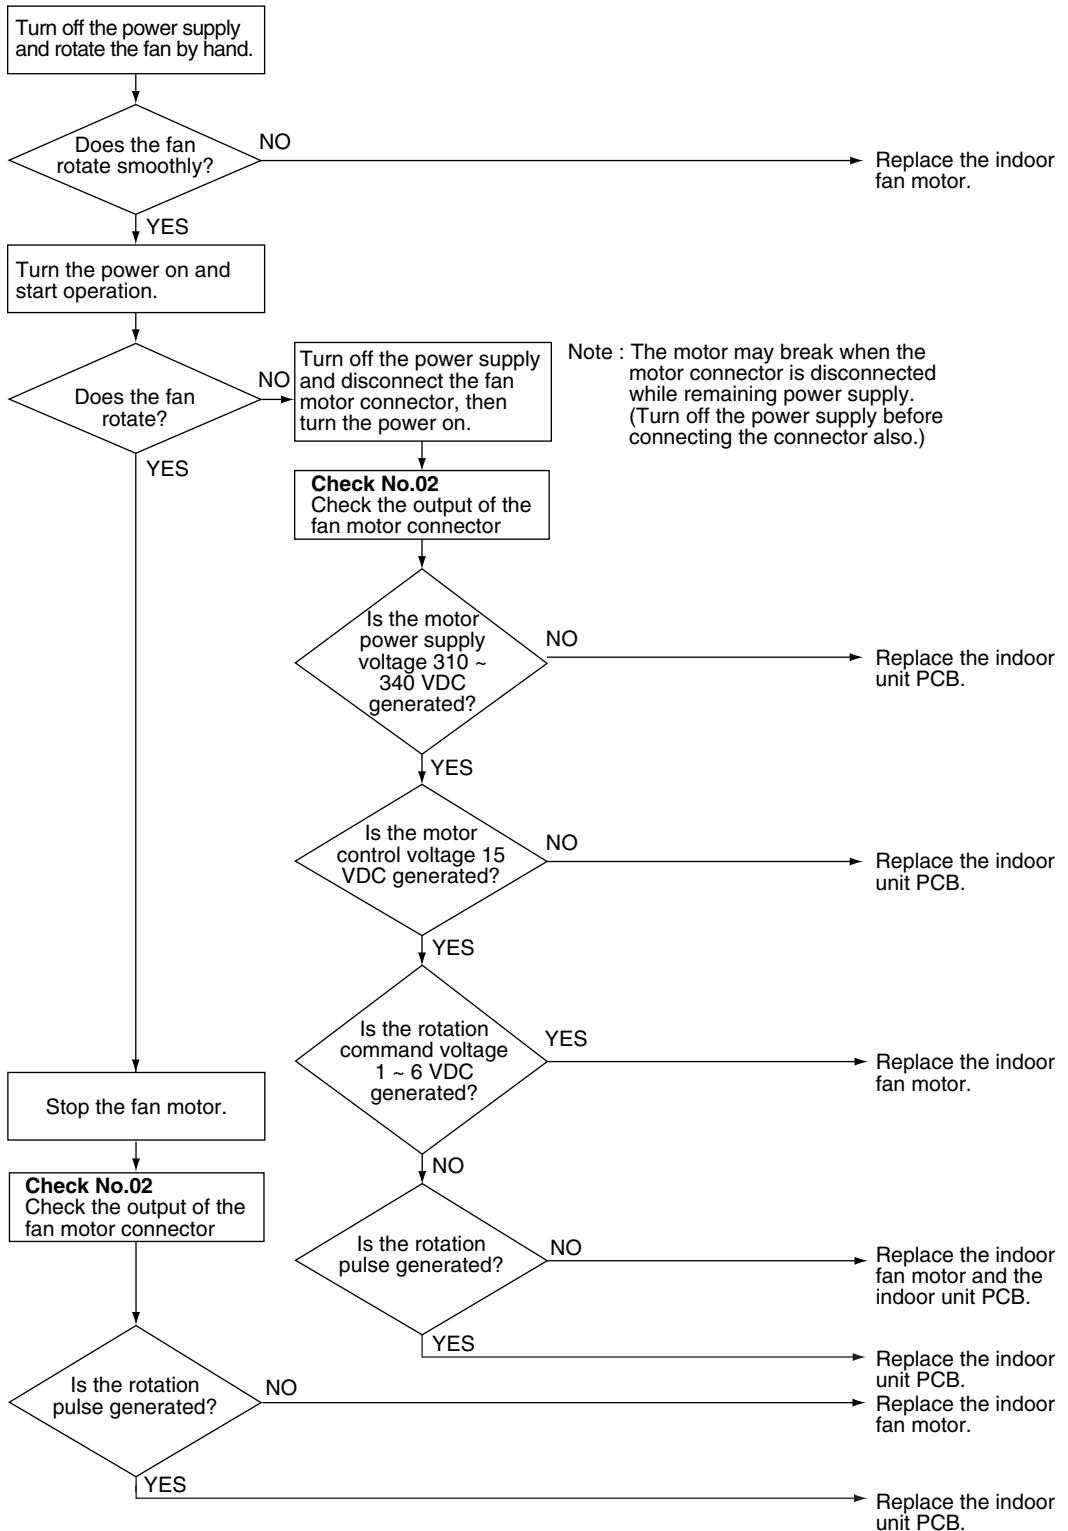 Turn off the power supply
and rotate the fan by hand.
Does the fan
rotate smoothly?
NO
Replace the indoor
fan motor.
YES
Turn the power on and
start operation.
Does the fan
rotate?
NO
Turn off the power supply
and disconnect the fan
motor connector, then
turn the power on.
Note : The motor may break when the
motor connector is disconnected
while remaining power supply.
(Turn off the power supply before
connecting the connector also.)
YES
Check No.02
Check the output of the
fan motor connector
Is the motor
power supply
voltage 310 ~
340 VDC
generated?
NO
Replace the indoor
unit PCB.
YES
Is the motor
control voltage 15
VDC generated?
NO
Replace the indoor
unit PCB.
YES
Is the rotation
command voltage
1 ~ 6 VDC
generated?
YES
Replace the indoor
fan motor.
NO
Stop the fan motor.
Check No.02
Check the output of the
fan motor connector
Is the rotation
pulse generated?
NO
Replace the indoor
fan motor and the
indoor unit PCB.
YES
Replace the indoor
unit PCB.
Is the rotation
pulse generated?
NO
Replace the indoor
fan motor.
YES
Replace the indoor
unit PCB.